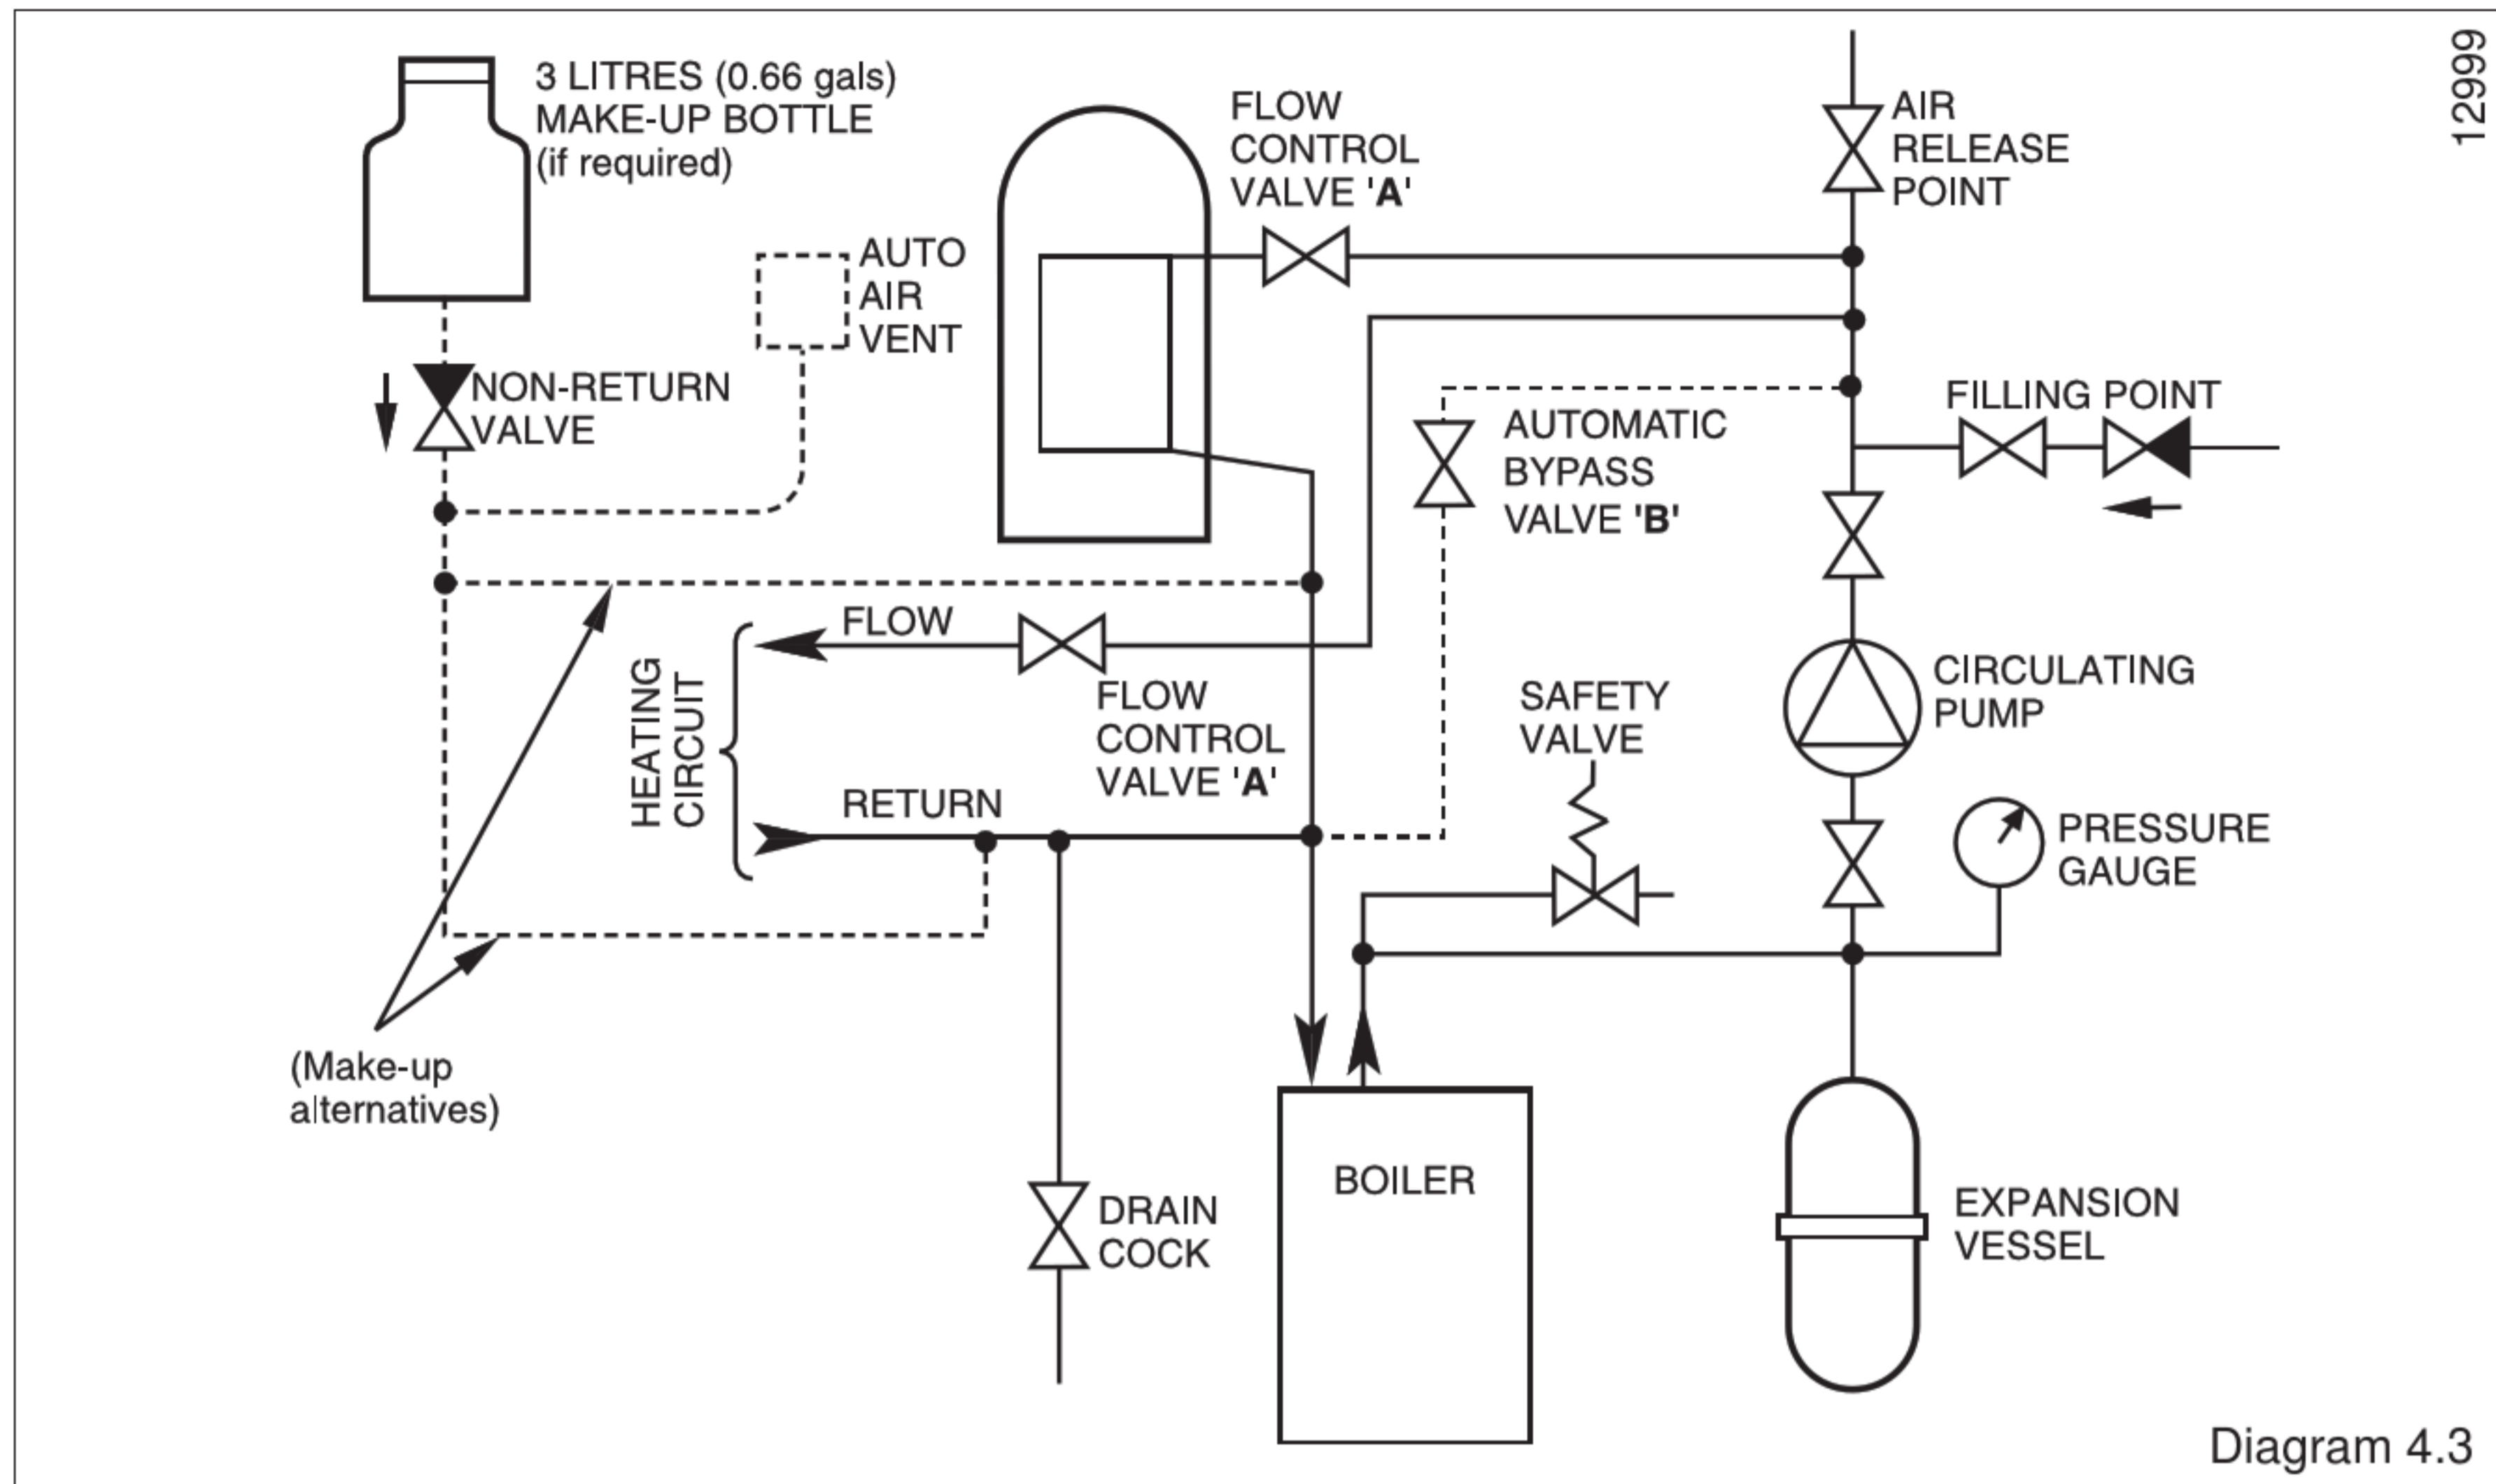 3 LITRES (0.66 gals)
MAKE-UP BOTTLE
(if required)
FLOW
CONTROL
VALVE 'A'
AIR
RELEASE
POINT
12999
AUTO
AIR
VENT
NON-RETURN
VALVE
FILLING POINT
AUTOMATIC
BYPASS
VALVE 'B'
FLOW
HEATING
CIRCUIT
FLOW
CONTROL
VALVE 'A'
SAFETY
VALVE
CIRCULATING
PUMP
RETURN
PRESSURE
GAUGE
(Make-up
alternatives)
BOILER
DRAIN
COCK
EXPANSION
VESSEL
Diagram 4.3